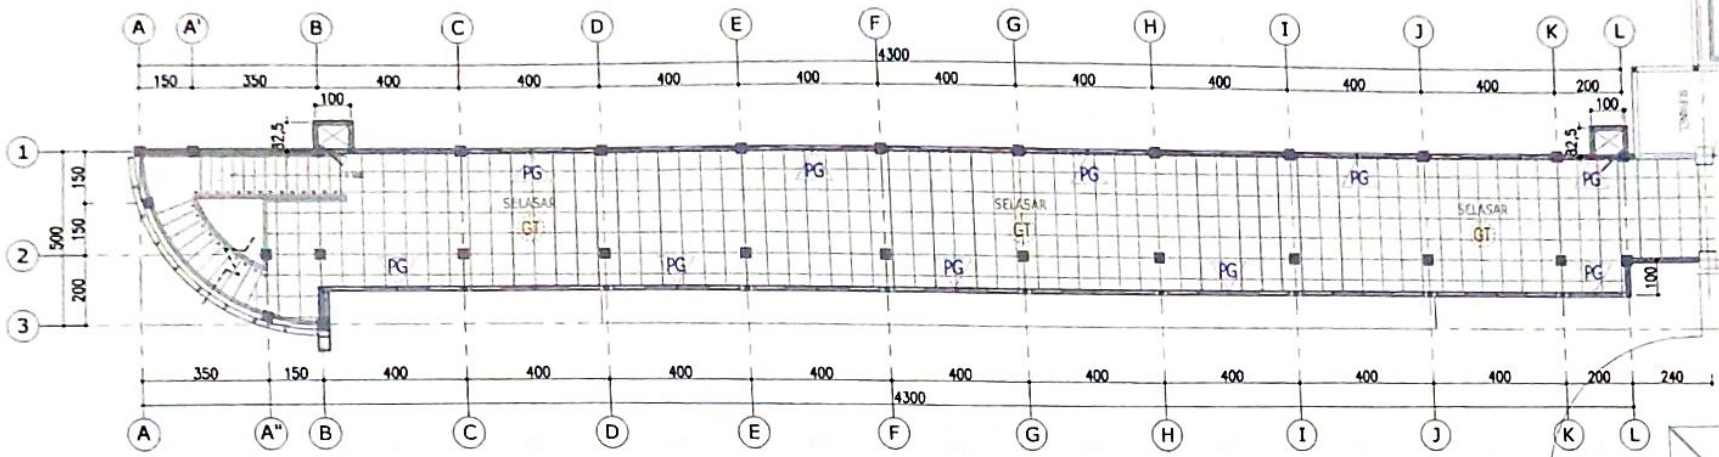 A A' B C D E F G H I J K L
4300
150 350 400 400 400 400 400 400 400 400 400 200
100 100
82,5 82,5
1
PG PG PG PG PG
150
SELASAR SELASAR SELASAR
GT GT GT
500 150
2
PG PG PG PG PG
200 100
3
350 150 400 400 400 400 400 400 400 400 400 200 240
4300
A A" B C D E F G H I J K L